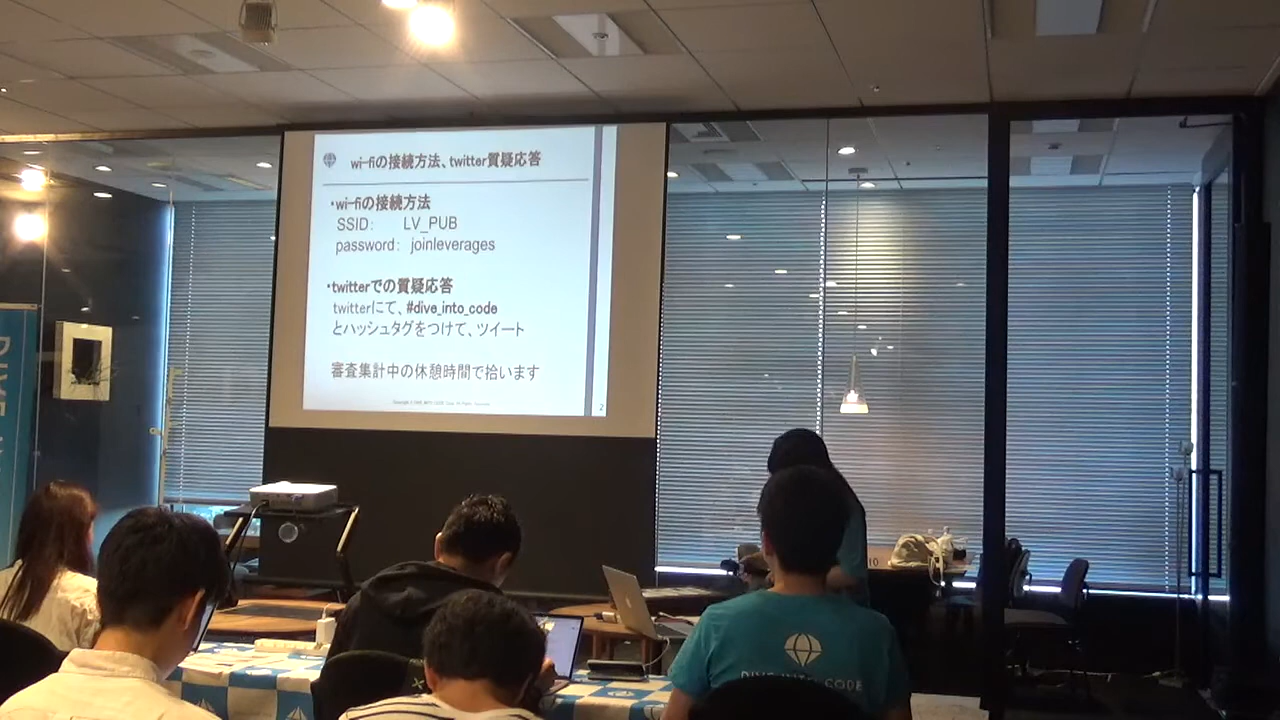 wi-fiの接続方法、twitter質疑応答
・wi-fiの接続方法
SSID： LV_PUB
password： joinleverages
・twitterでの質疑応答
twitterにて、#dive_into_code
とハッシュタグをつけて、ツイート
審査集計中の休憩時間で拾います
2
DIVE INTO CODE